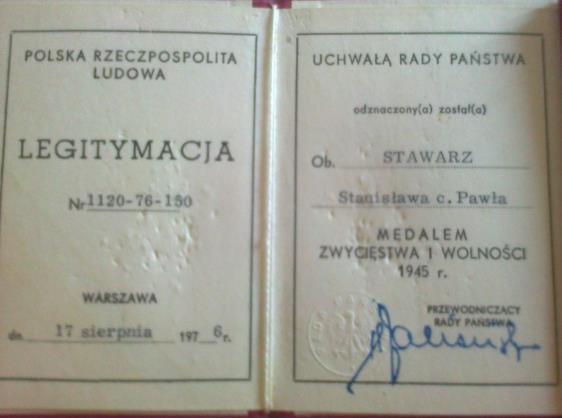 POLSKA RZECZPOSPOLITA
LUDOWA
LEGITYMACJA
Nr 1120-76-150
WARSZAWA
dn. 17 sierpnia 1976 r.
UCHWAŁĄ RADY PAŃSTWA
odznaczony(a) został(a)
Ob. STAWARZ
Stanisława c. Pawła
MEDALEM
ZWYCIĘSTWA I WOLNOŚCI
1945 r.
PRZEWODNICZĄCY
RADY PAŃSTWA